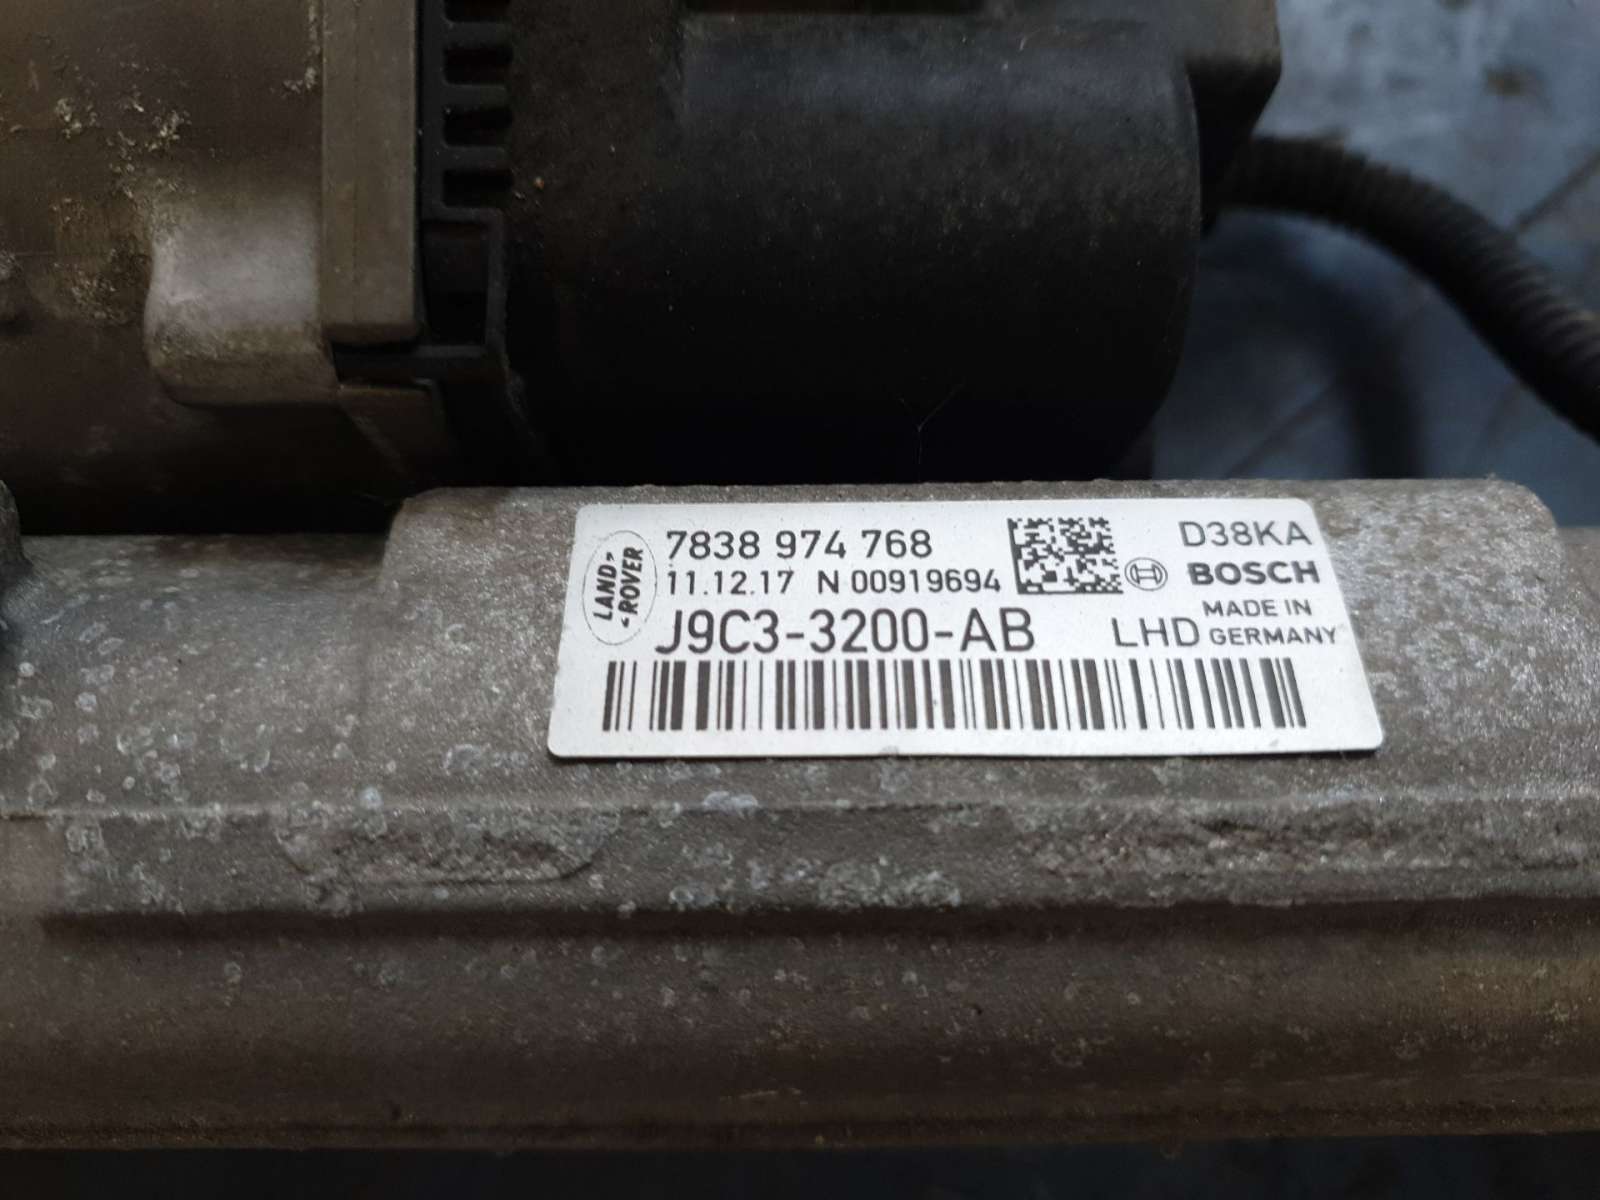 LAND-
-ROVER
7838 974 768
11.12.17 N 00919694
J9C3-3200-AB
D38KA
BOSCH
LHD
MADE IN
GERMANY